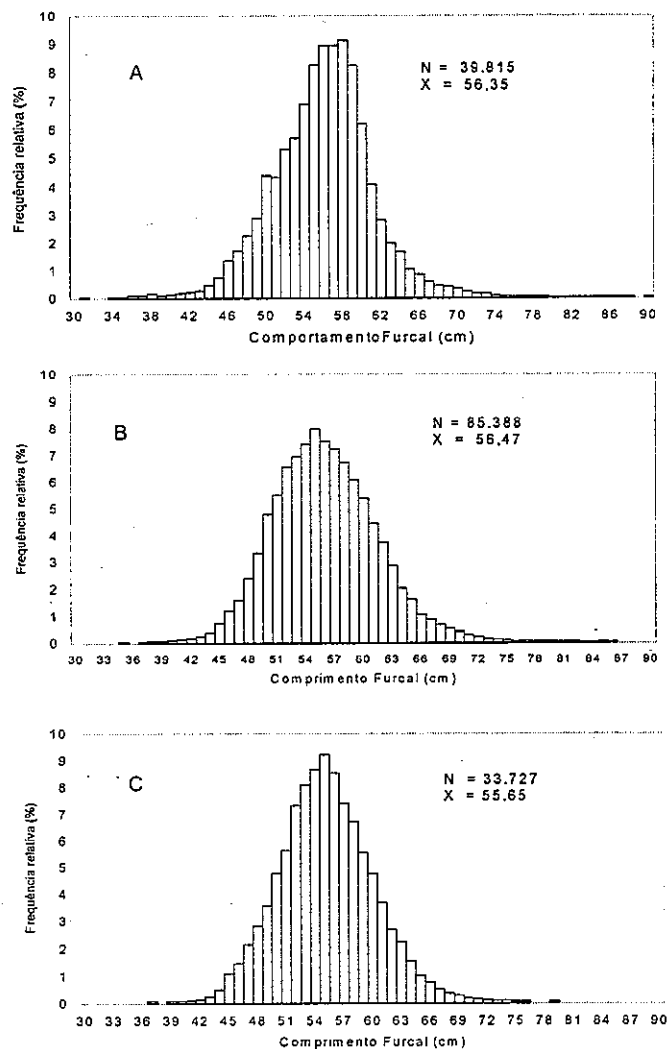 10
9
8
7
6
5
4
3
2
1
0
Frequência relativa (%)
A
N = 39.815
X = 56,35
30 34 38 42 46 50 54 58 62 66 70 74 78 82 86 90
ComportamentoFurcal (cm)
10
9
8
7
6
5
4
3
2
1
0
Frequência relativa (%)
B
N = 85.388
X = 56,47
30 33 36 39 42 45 48 51 54 57 60 63 66 69 72 75 78 81 84 87 90
Comprimento Furcal (cm)
10
9
8
7
6
5
4
3
2
1
0
Frequência relativa (%)
C
N = 33.727
X = 55,65
30 33 36 39 42 45 48 51 54 57 60 63 66 69 72 75 78 81 84 87 90 93
Comprimento Furcal (cm)